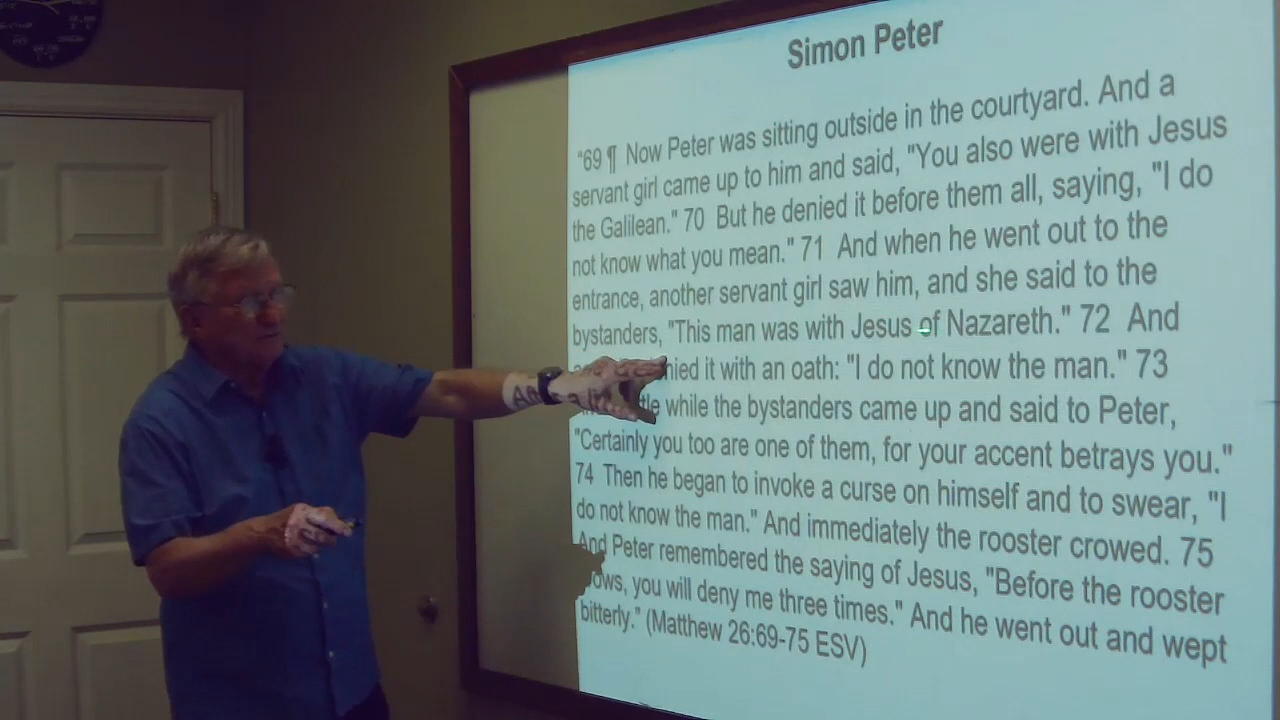 Simon Peter
"69 ¶ Now Peter was sitting outside in the courtyard. And a
servant girl came up to him and said, "You also were with Jesus
the Galilean." 70 But he denied it before them all, saying, "I do
not know what you mean." 71 And when he went out to the
entrance, another servant girl saw him, and she said to the
bystanders, "This man was with Jesus of Nazareth." 72 And
it with an oath: "I do not know the man." 73
while the bystanders came up and said to Peter,
"Certainly you too are one of them, for your accent betrays you."
74 Then he began to invoke a curse on himself and to swear, "I
do not know the man." And immediately the rooster crowed. 75
And Peter remembered the saying of Jesus, "Before the rooster
you will deny me three times." And he went out and wept
bitterly." (Matthew 26:69-75 ESV)